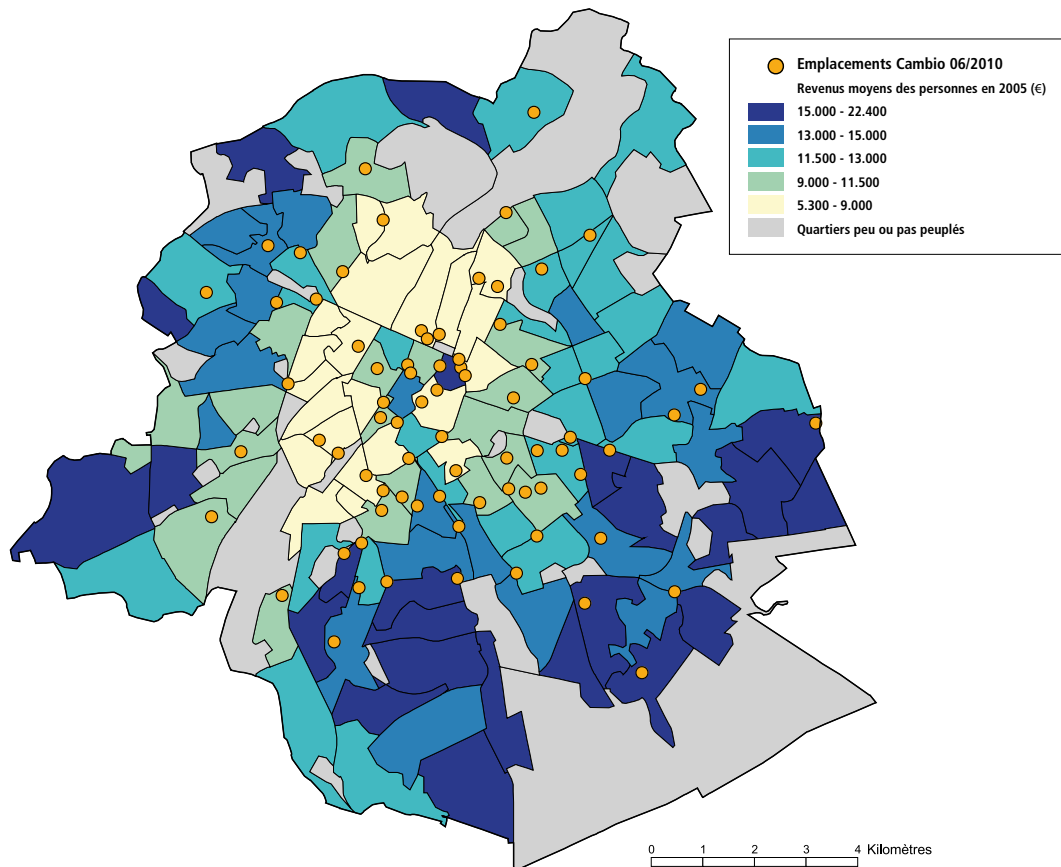 Emplacements Cambio 06/2010
Revenus moyens des personnes en 2005 (€)
15.000 - 22.400
13.000 - 15.000
11.500 - 13.000
9.000 - 11.500
5.300 - 9.000
Quartiers peu ou pas peuplés
0 1 2 3 4 Kilomètres